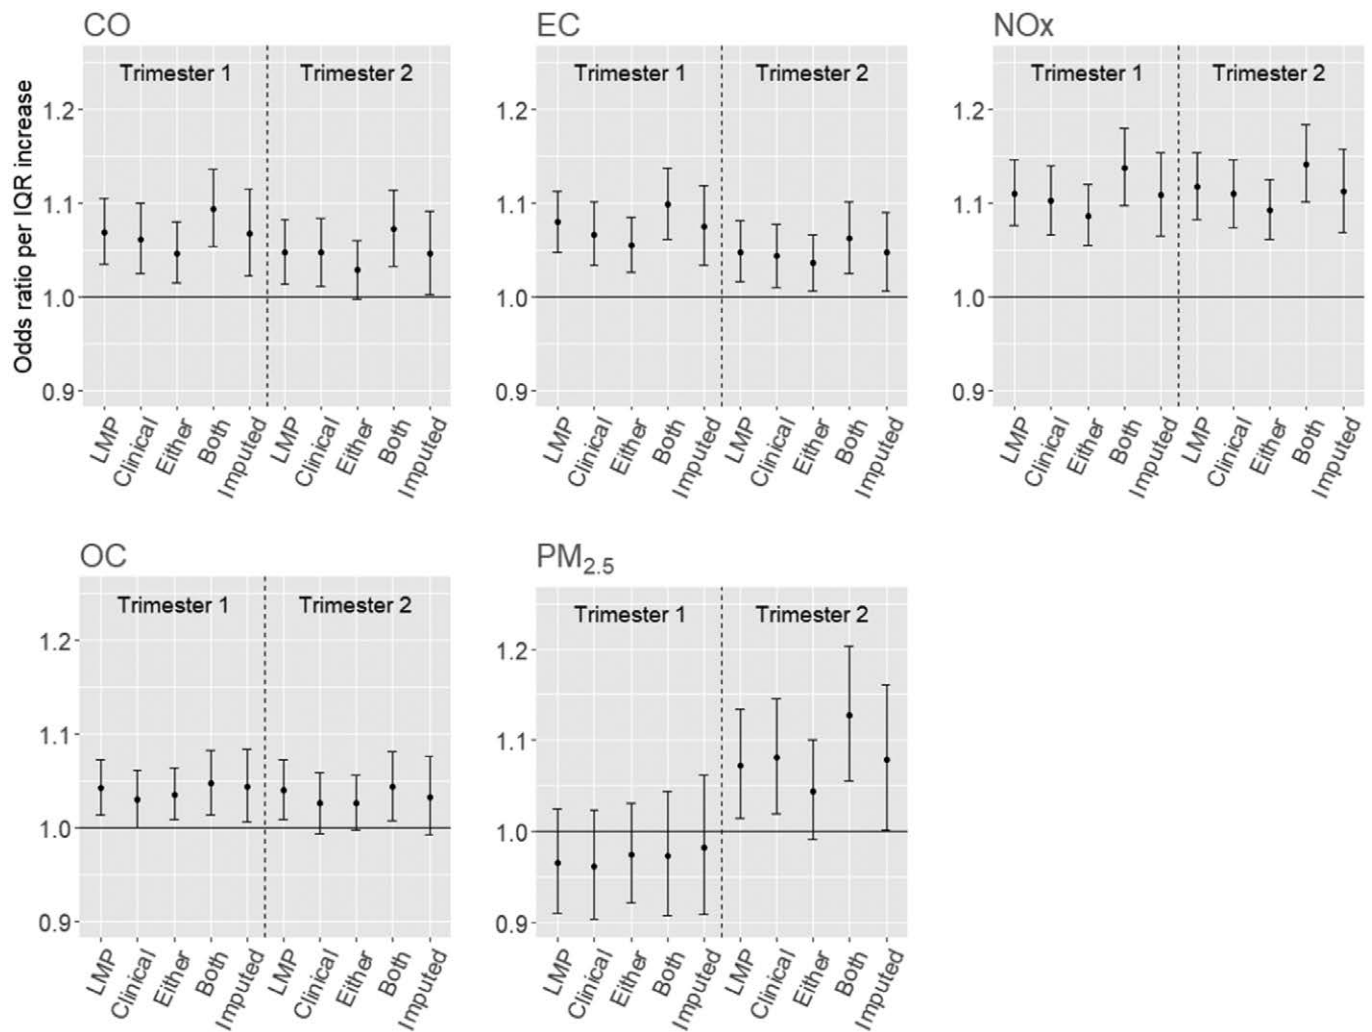 CO
EC
NOx
Odds ratio per IQR increase
Trimester 1
Trimester 2
1.2
1.1
1.0
0.9
LMP
Clinical
Either
Both
Imputed
LMP
Clinical
Either
Both
Imputed
Trimester 1
Trimester 2
1.2
1.1
1.0
0.9
LMP
Clinical
Either
Both
Imputed
LMP
Clinical
Either
Both
Imputed
Trimester 1
Trimester 2
1.2
1.1
1.0
0.9
LMP
Clinical
Either
Both
Imputed
LMP
Clinical
Either
Both
Imputed
OC
Trimester 1
Trimester 2
1.2
1.1
1.0
0.9
LMP
Clinical
Either
Both
Imputed
LMP
Clinical
Either
Both
Imputed
PM2.5
Trimester 1
Trimester 2
1.2
1.1
1.0
0.9
LMP
Clinical
Either
Both
Imputed
LMP
Clinical
Either
Both
Imputed